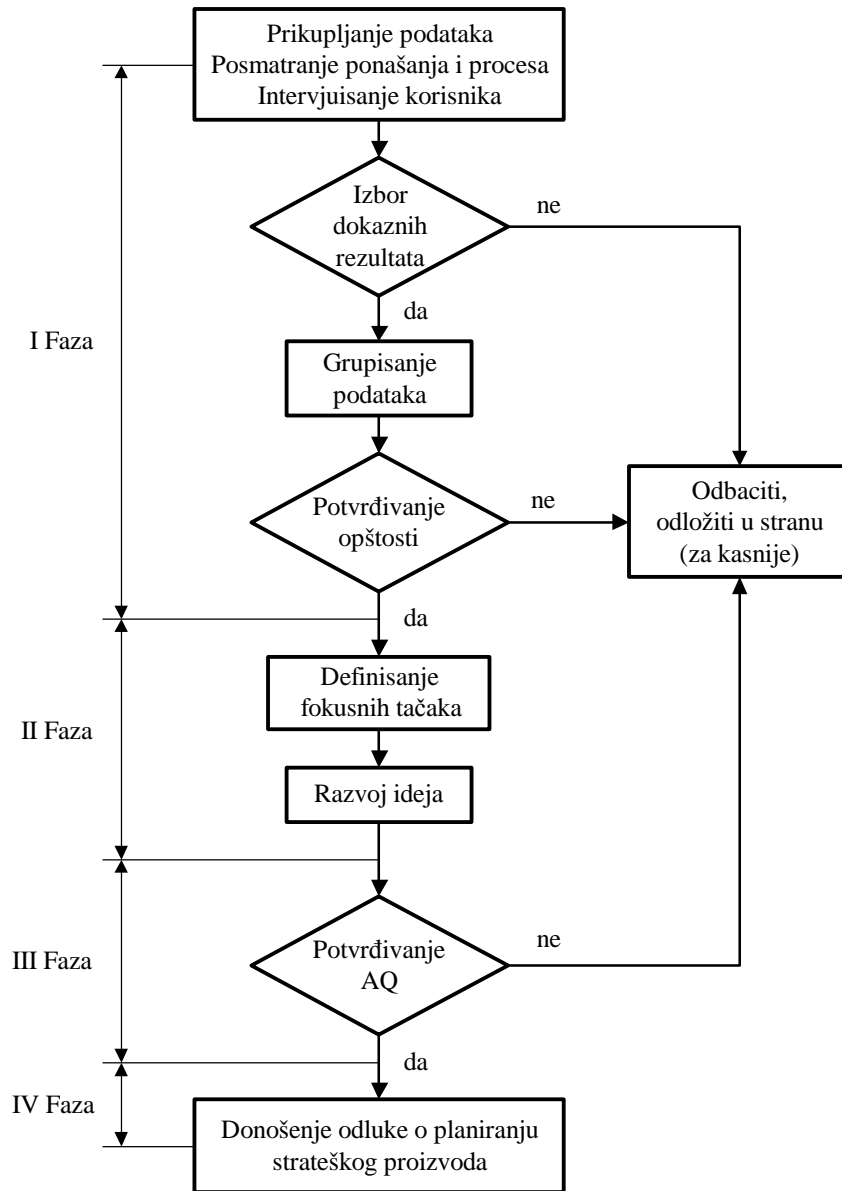 Prikupljanje podataka
Posmatranje ponašanja i procesa
Intervjuisanje korisnika
Izbor
dokaznih
rezultata
ne
da
I Faza
Grupisanje
podataka
Potvrđivanje
opštosti
ne
Odbaciti,
odložiti u stranu
(za kasnije)
da
Definisanje
fokusnih tačaka
II Faza
Razvoj ideja
Potvrđivanje
AQ
ne
III Faza
da
IV Faza
Donošenje odluke o planiranju
strateškog proizvoda